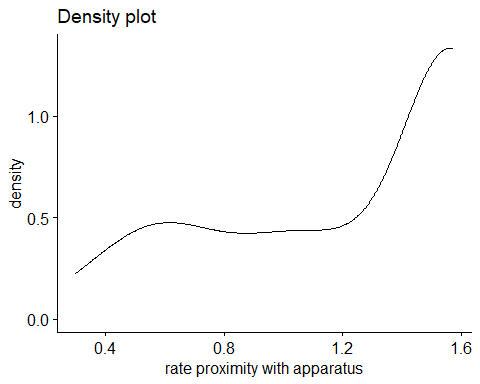 Density plot
1.0
0.5
0.0
density
0.4 0.8 1.2 1.6
rate proximity with apparatus